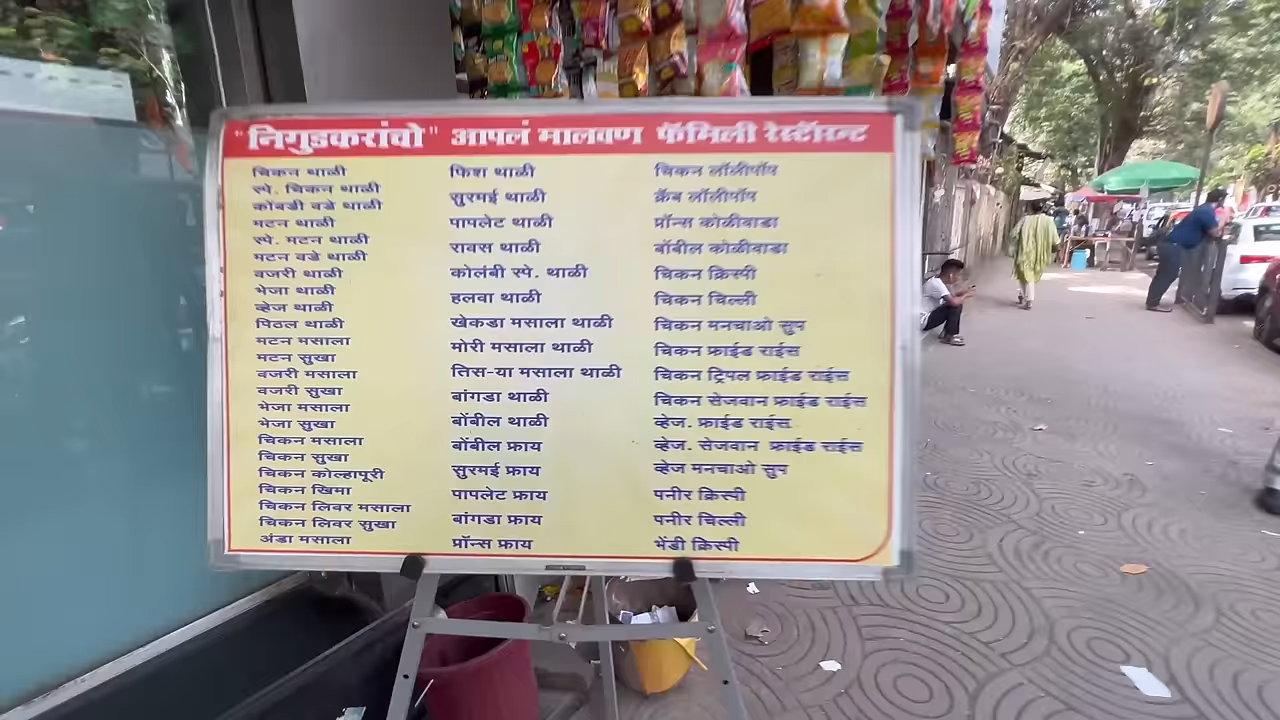 "निगुडकरांचो" आपलं मालवण फॅमिली रेस्टॉरन्ट
चिकन थाळी
स्पे. चिकन थाळी
कोंबडी वडे थाळी
मटन थाळी
स्पे. मटन थाळी
मटन वडे थाळी
वजरी थाळी
भेजा थाळी
व्हेज थाळी
पिठल थाळी
मटन मसाला
मटन सुखा
वजरी मसाला
वजरी सुखा
भेजा मसाला
भेजा सुखा
चिकन मसाला
चिकन सुखा
चिकन कोल्हापूरी
चिकन खिमा
चिकन लिवर मसाला
चिकन लिवर सुखा
अंडा मसाला
फिश थाळी
सुरमई थाळी
पापलेट थाळी
रावस थाळी
कोलंबी स्पे. थाळी
हलवा थाळी
खेकडा मसाला थाळी
मोरी मसाला थाळी
तिस-या मसाला थाळी
बांगडा थाळी
बोंबील थाळी
बोंबील फ्राय
सुरमई फ्राय
पापलेट फ्राय
बांगडा फ्राय
प्रॉन्स फ्राय
चिकन लॉलीपॉप
क्रॅब लॉलीपॉप
प्रॉन्स कोळीवाडा
बोंबील कोळीवाडा
चिकन क्रिस्पी
चिकन चिल्ली
चिकन मनचाओ सुप
चिकन फ्राईड राईस
चिकन ट्रिपल फ्राईड राईस
चिकन सेजवान फ्राईड राईस
व्हेज. फ्राईड राईस
व्हेज. सेजवान फ्राईड राईस
व्हेज मनचाओ सुप
पनीर क्रिस्पी
पनीर चिल्ली
भेंडी क्रिस्पी